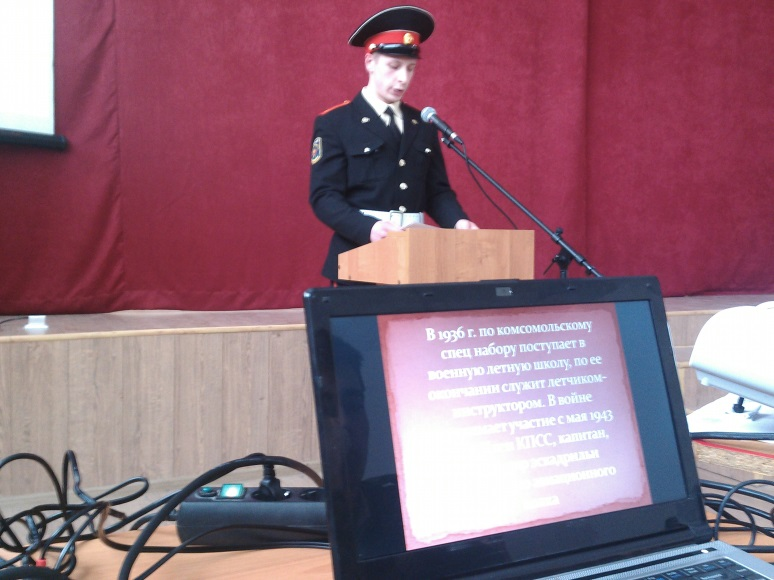 В 1936 г. по комсомольскому
спец набору поступает в
военную летную школу, по ее
окончании служит летчиком-
инструктором. В войне
участие с мая 1943
КПСС, капитан,
эскадрильи